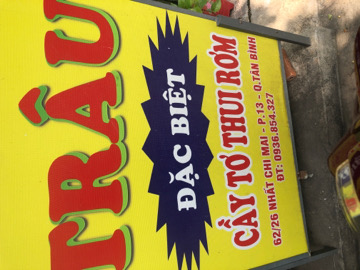 TRÂU
ĐẶC BIỆT
CẦY TƠ THUI RƠM
62/26 NHẤT CHI MAI - P.13 - Q.TÂN BÌNH
ĐT: 0936.854.327